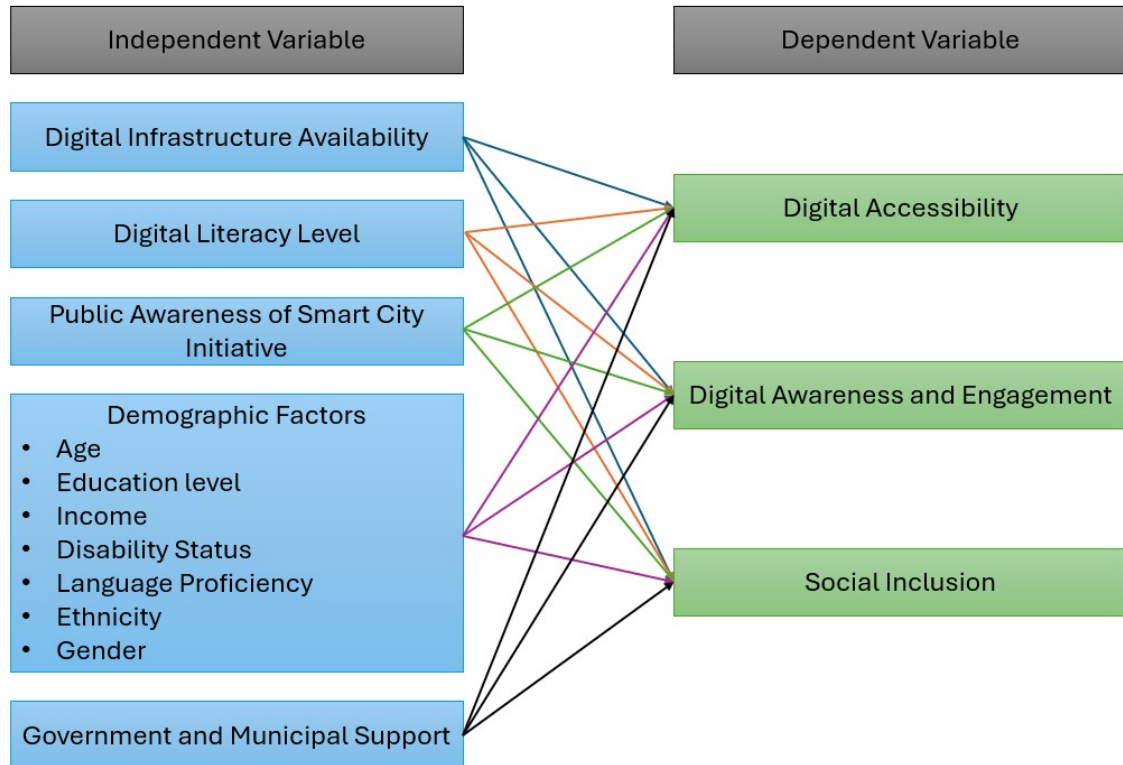 Independent Variable
Dependent Variable
Digital Infrastructure Availability
Digital Literacy Level
Public Awareness of Smart City
Initiative
Demographic Factors
• Age
• Education level
• Income
• Disability Status
• Language Proficiency
• Ethnicity
• Gender
Government and Municipal Support
Digital Accessibility
Digital Awareness and Engagement
Social Inclusion